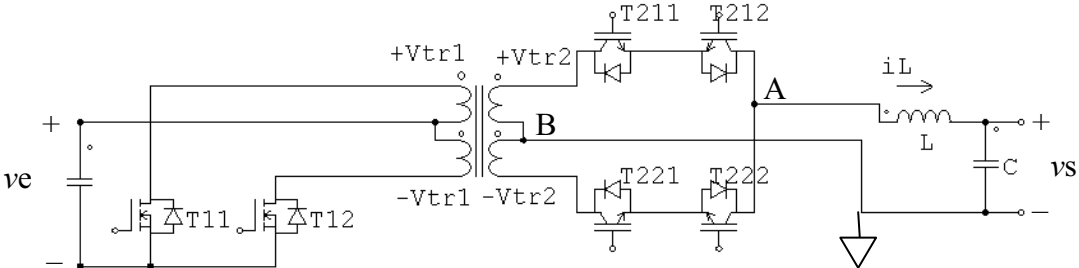 T211 T212
+Vtr1 +Vtr2
iL
A
+ B +
L
ve C vs
-Vtr1 -Vtr2 T221 T222
T11 T12
- -